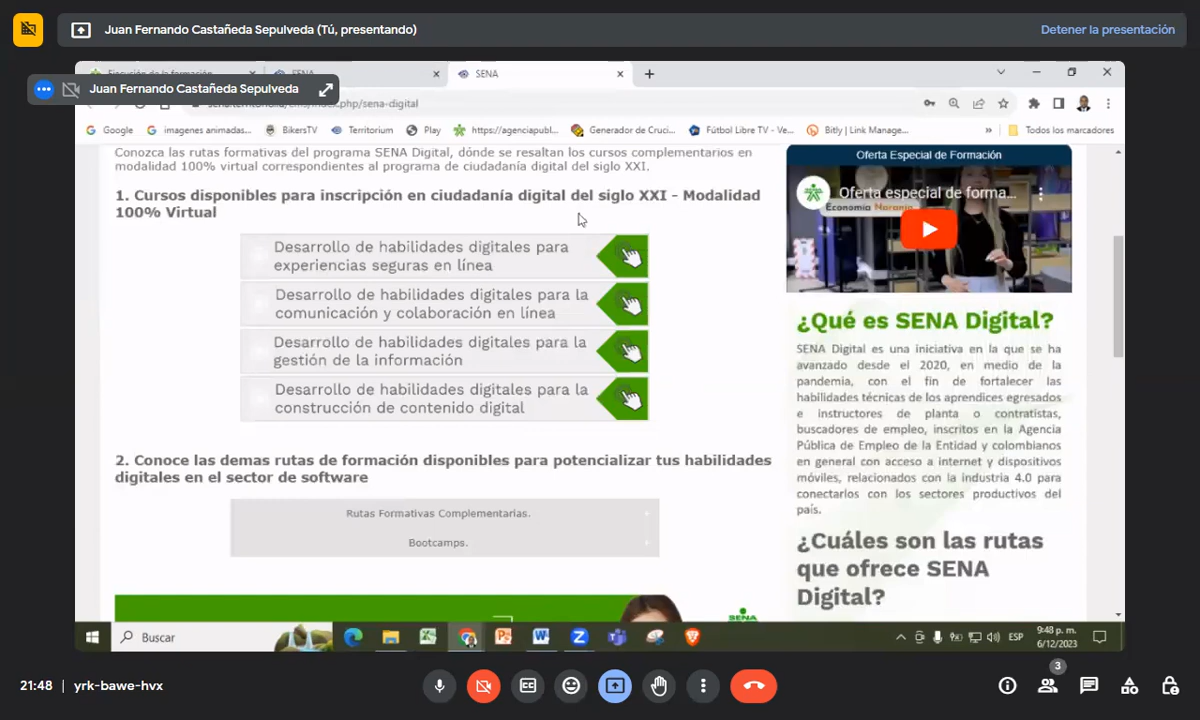 Juan Fernando Castañeda Sepulveda (Tú, presentando)
Detener la presentación
SENA
Juan Fernando Castañeda Sepulveda
php/sena-digital
Google
imagenes animadas...
BikersTV
Territorium
Play
https://agenciapubl...
Generador de Cruci...
Fútbol Libre TV - Ve...
Bitly | Link Manage...
»
Todos los marcadores
Conozca las rutas formativas del programa SENA Digital, dónde se resaltan los cursos complementarios en
modalidad 100% virtual correspondientes al programa de ciudadanía digital del siglo XXI.
1. Cursos disponibles para inscripción en ciudadanía digital del siglo XXI - Modalidad
100% Virtual
Desarrollo de habilidades digitales para
experiencias seguras en línea
Desarrollo de habilidades digitales para la
comunicación y colaboración en línea
Desarrollo de habilidades digitales para la
gestión de la información
Desarrollo de habilidades digitales para la
construcción de contenido digital
2. Conoce las demas rutas de formación disponibles para potencializar tus habilidades
digitales en el sector de software
Rutas Formativas Complementarias.
Bootcamps.
Oferta Especial de Formación
Oferta especial de forma...
Economía Naranja
¿Qué es SENA Digital?
SENA Digital es una iniciativa en la que se ha
avanzado desde el 2020, en medio de la
pandemia, con el fin de fortalecer las
habilidades técnicas de los aprendices egresados
e instructores de planta o contratistas,
buscadores de empleo, inscritos en la Agencia
Pública de Empleo de la Entidad y colombianos
en general con acceso a internet y dispositivos
móviles, relacionados con la industria 4.0 para
conectarlos con los sectores productivos del
país.
¿Cuáles son las rutas
que ofrece SENA
Digital?
SENA
Buscar
ESP
9:48 p. m.
6/12/2023
21:48 | yrk-bawe-hvx
3